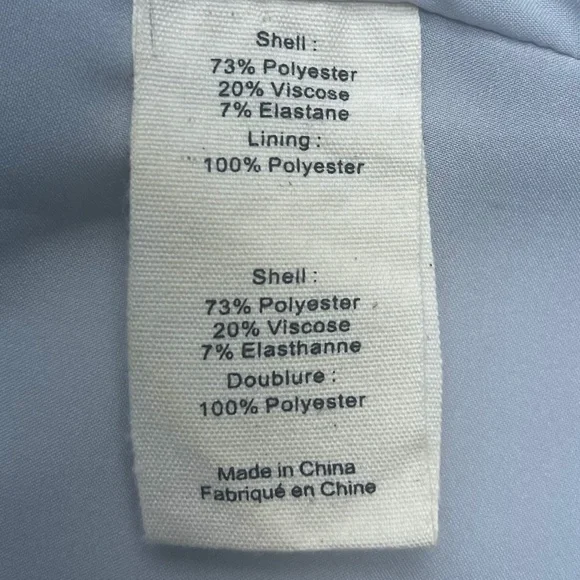 Shell :
73% Polyester
20% Viscose
7% Elastane
Lining :
100% Polyester
Shell :
73% Polyester
20% Viscose
7% Elasthanne
Doublure :
100% Polyester
Made in China
Fabriqué en Chine